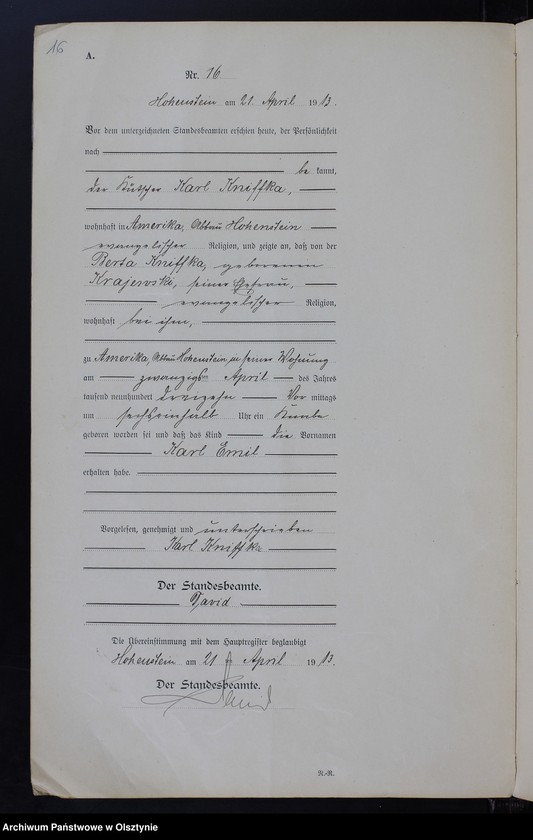 16
A.
Nr. 16
Hohenstein am 21. April 1913.
Vor dem unterzeichneten Standesbeamten erschien heute, der Persönlichkeit
nach
be kannt,
der Kutscher Karl Kniffka,
wohnhaft in Amerika, Abbau Hohenstein
evangelischer Religion, und zeigte an, daß von der
Berta Kniffka, geborenen
Krajewski, seiner Ehefrau,
evangelischer Religion,
wohnhaft bei ihm,
zu Amerika, Abbau Hohenstein, in seiner Wohnung
am zwanzigsten April des Jahres
tausend neunhundert dreizehn Vor mittags
um Uhr ein Knabe
geboren worden sei und daß das Kind die Vornamen
Karl Emil
erhalten habe.
Vorgelesen, genehmigt und unterschrieben
Karl Kniffka
Der Standesbeamte.
David
Die Übereinstimmung mit dem Hauptregister beglaubigt
Hohenstein am 21 April 1913.
Der Standesbeamte.
David
N.-R.
Archiwum Państwowe w Olsztynie